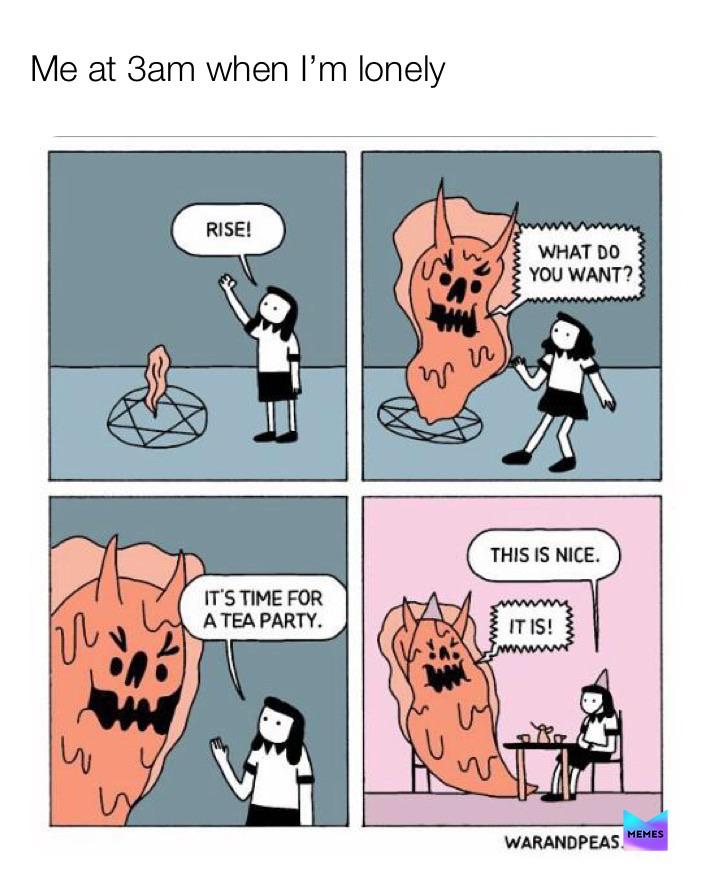 Me at 3am when I’m lonely
RISE!
WHAT DO
YOU WANT?
IT'S TIME FOR
A TEA PARTY.
THIS IS NICE.
IT IS!
WARANDPEAS.
MEMES